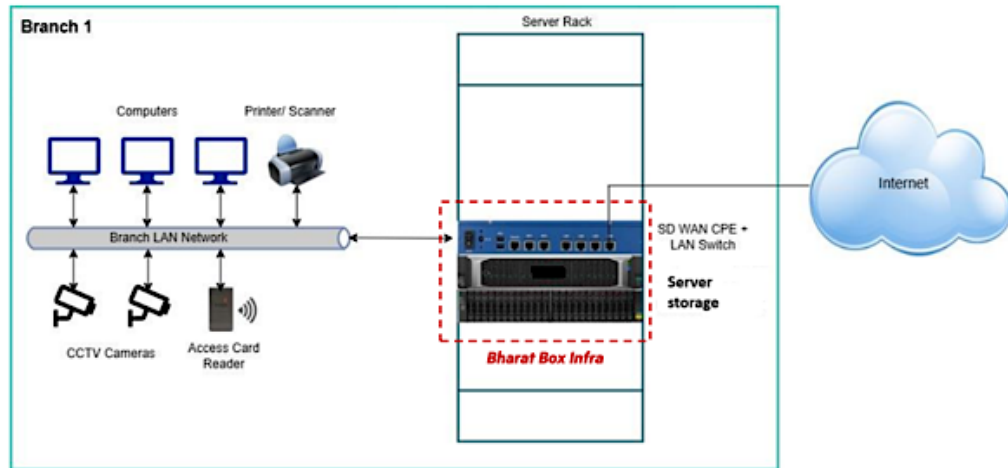 Branch 1
Server Rack
Computers
Printer/ Scanner
Internet
Branch LAN Network
SD WAN CPE +
LAN Switch
Server
storage
CCTV Cameras
Access Card
Reader
Bharat Box Infra